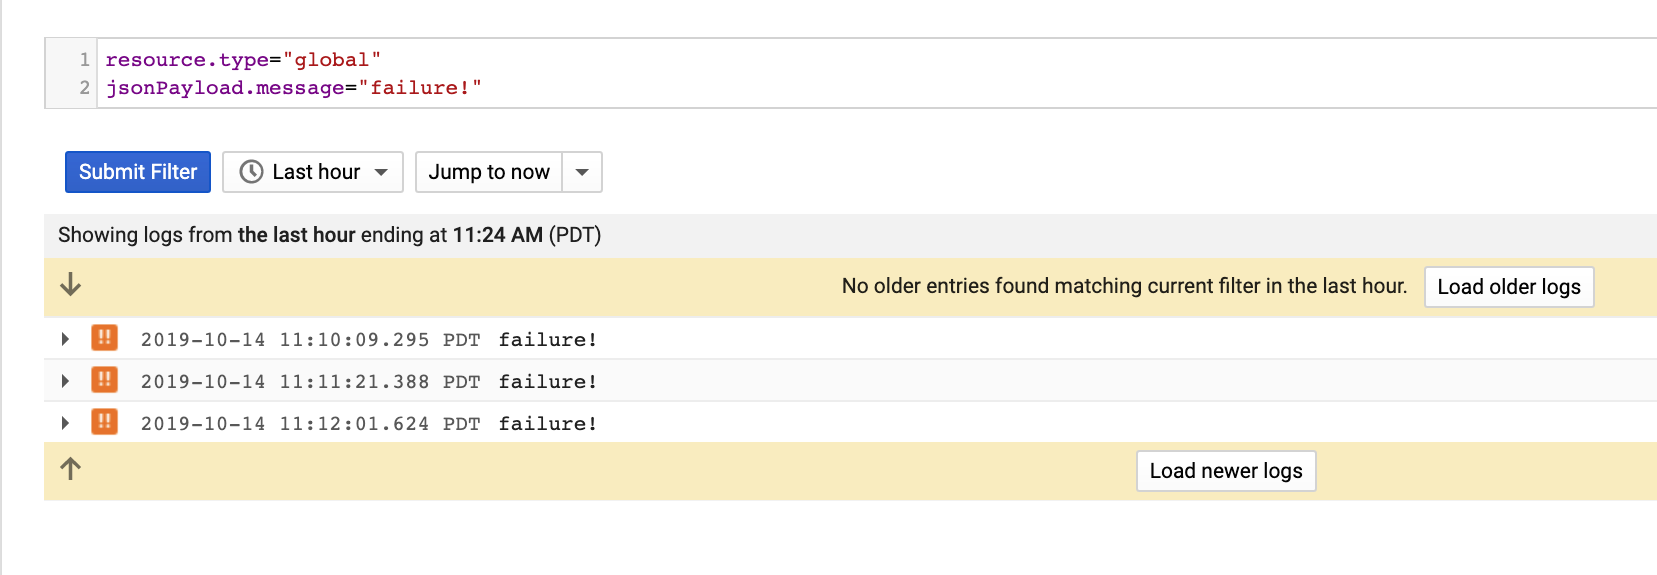 1 resource.type="global"
2 jsonPayload.message="failure!"
Submit Filter Last hour Jump to now
Showing logs from the last hour ending at 11:24 AM (PDT)
No older entries found matching current filter in the last hour. Load older logs
!! 2019-10-14 11:10:09.295 PDT failure!
!! 2019-10-14 11:11:21.388 PDT failure!
!! 2019-10-14 11:12:01.624 PDT failure!
Load newer logs